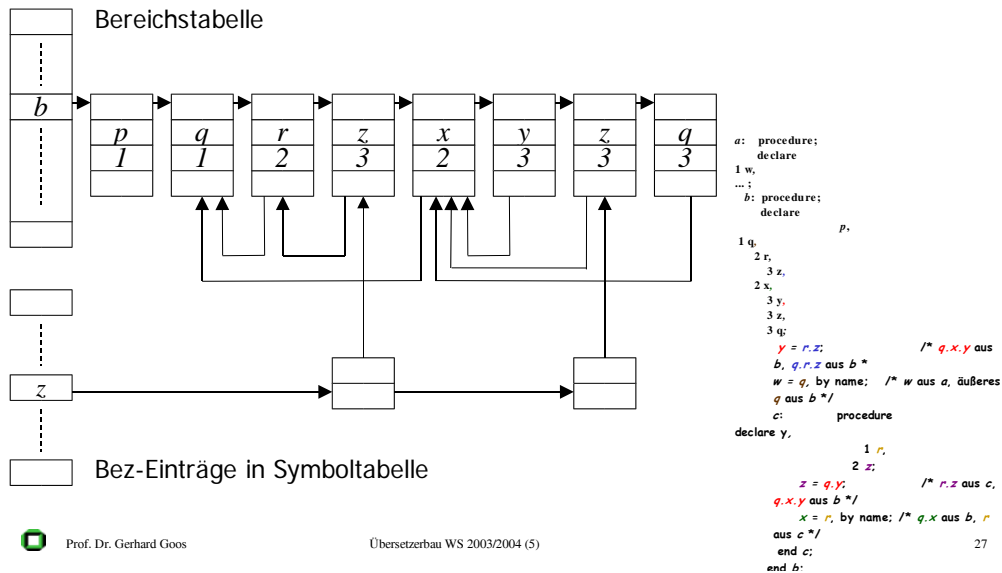 Bereichstabelle
b
p q r z x y z q
1 1 2 3 2 3 3 3
z
Bez-Einträge in Symboltabelle
a: procedure;
declare
1 w,
... ;
b: procedure;
declare
p,
1 q,
2 r,
3 z,
2 x,
3 y,
3 z,
3 q;
y = r.z; /* q.x.y aus
b, q.r.z aus b *
w = q, by name; /* w aus a, äußeres
q aus b */
c: procedure
declare y,
1 r,
2 z;
z = q.y; /* r.z aus c,
q.x.y aus b */
x = r, by name; /* q.x aus b, r
aus c */
end c;
end b;
Prof. Dr. Gerhard Goos Übersetzerbau WS 2003/2004 (5) 27